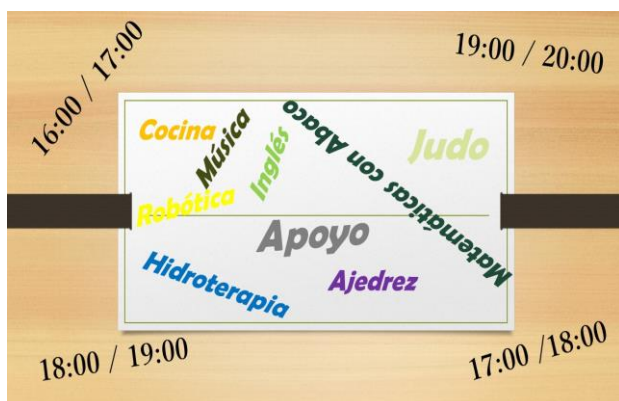 16:00 / 17:00
19:00 / 20:00
Cocina
Música
Inglés
Matemáticas con Abaco
Judo
Robótica
Apoyo
Hidroterapia
Ajedrez
18:00 / 19:00
17:00 /18:00